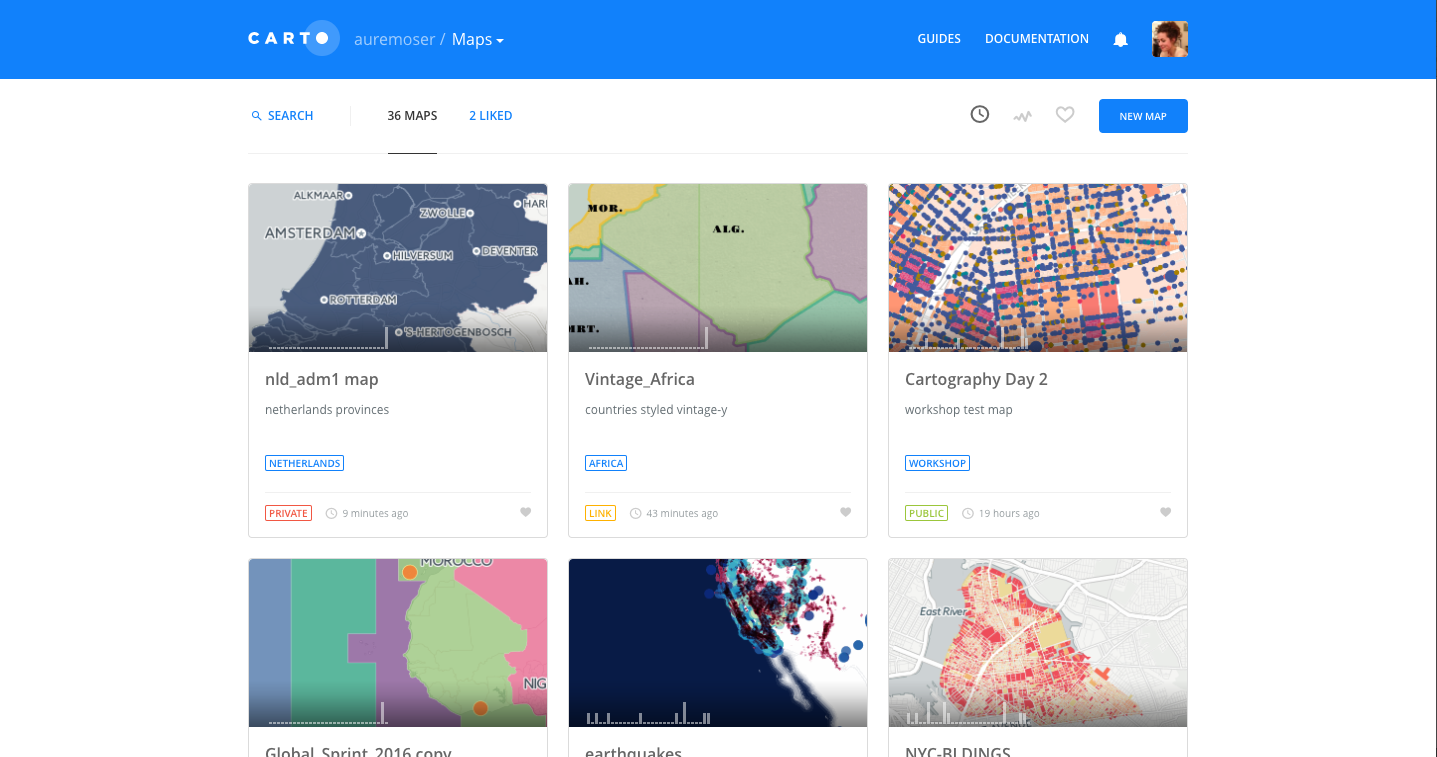 CARTO auremoser / Maps GUIDES DOCUMENTATION
SEARCH 36 MAPS 2 LIKED NEW MAP
ALKMAAR
ZWOLLE
AMSTERDAM
HILVERSUM
DEVENTER
ROTTERDAM
'S-HERTOGENBOSCH
MOR.
ALG.
AH.
MRT.
nld_adm1 map
netherlands provinces
NETHERLANDS
PRIVATE 9 minutes ago
Vintage_Africa
countries styled vintage-y
AFRICA
LINK 43 minutes ago
Cartography Day 2
workshop test map
WORKSHOP
PUBLIC 19 hours ago
MOROCCO
NIG
Global_Sprint_2016 copy
earthquakes
East River
NYC-BLDINGS